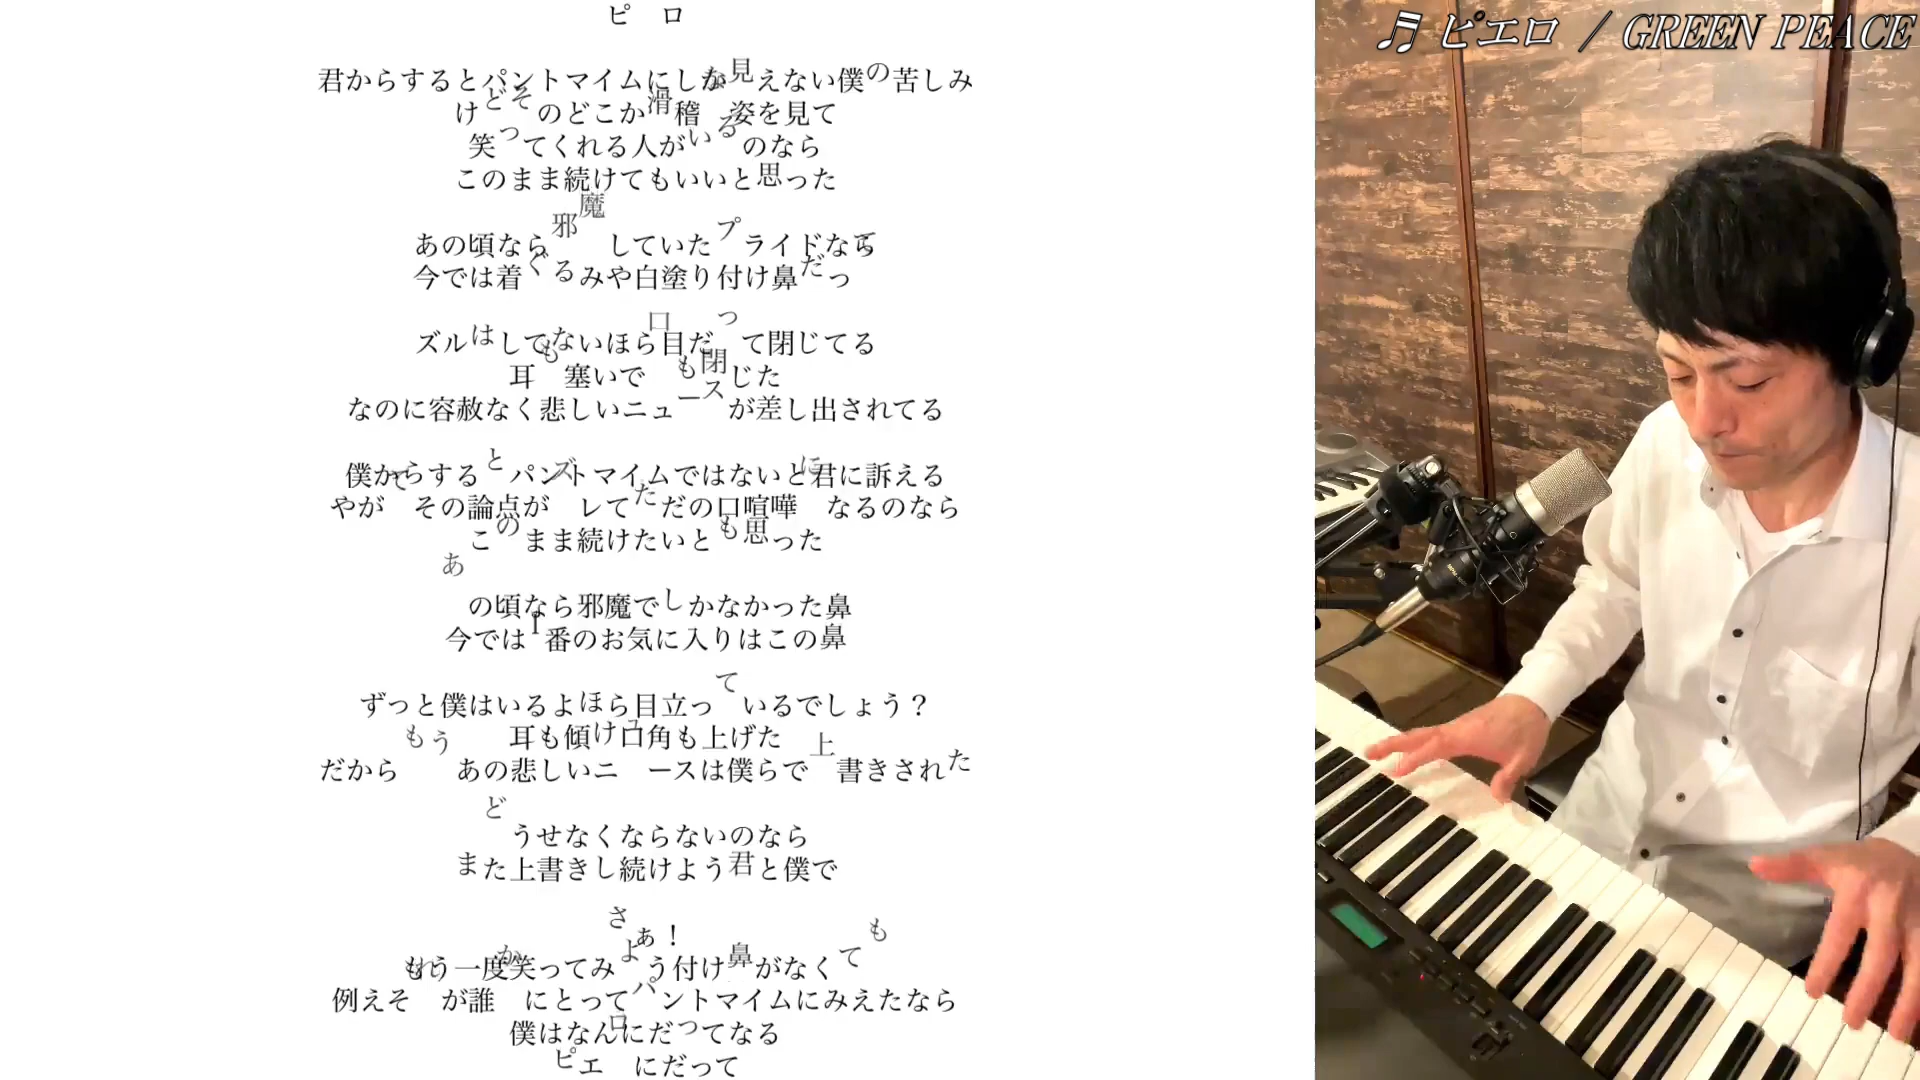 ピエロ / GREEN PEACE
ピ ロ
君からするとパントマイムにしか見えない僕の苦しみ
けどそのどこか滑稽な姿を見て
笑ってくれる人がいるのなら
このまま続けてもいいと思った
あの頃なら邪魔していたプライドなら
今では着ぐるみや白塗り付け鼻だっ
ズルはしてないほら目だって閉じてる
耳も塞いで口も閉じた
なのに容赦なく悲しいニュースが差し出されてる
僕からするとパントマイムではないと君に訴える
やがてその論点がズレてただの口喧嘩になるのなら
このまま続けたいとも思った
あの頃なら邪魔でしかなかった鼻
今では1番のお気に入りはこの鼻
ずっと僕はいるよほら目立っているでしょう？
耳も傾け口角も上げた
だからもうあの悲しいニュースは僕らで上書きされた
どうせなくならないのなら
また上書きし続けよう君と僕で
さぁ！
もう一度笑ってみよう付け鼻がなくても
例えそれが誰かにとってパントマイムにみえたなら
僕はなんにだってなる
ピエロにだって